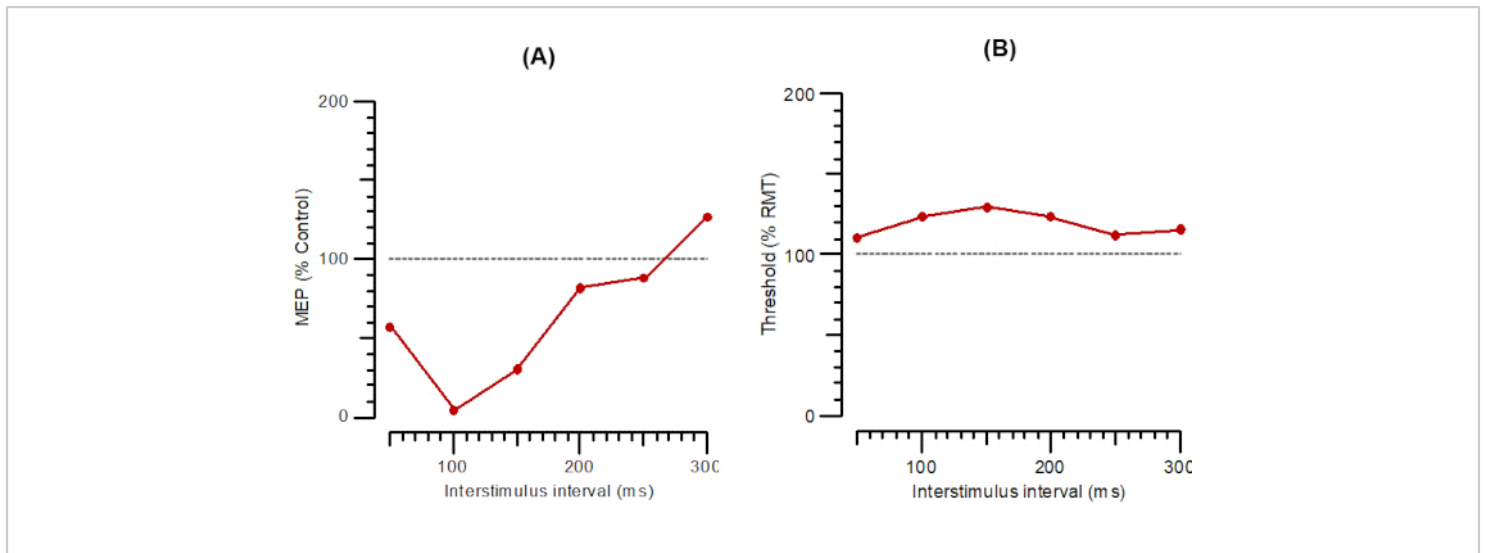 (A)
200
100
0
MEP (% Control)
100 200 300
Interstimulus interval (ms)
(B)
200
100
0
Threshold (% RMT)
100 200 300
Interstimulus interval (ms)